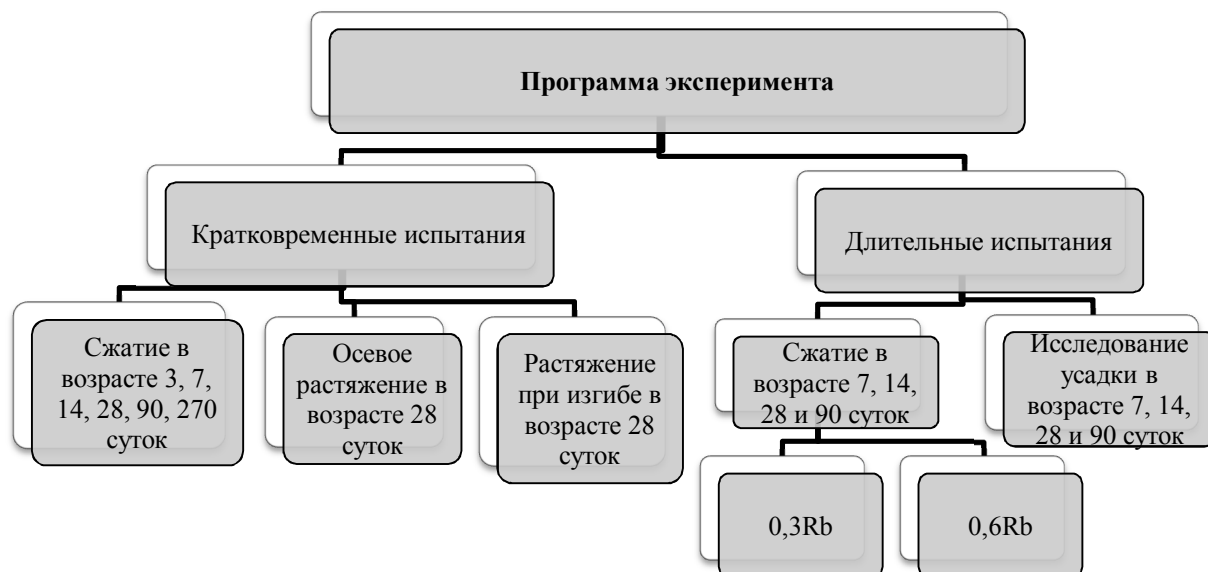 Программа эксперимента
Кратковременные испытания
Длительные испытания
Сжатие в
возрасте 3, 7,
14, 28, 90, 270
суток
Осевое
растяжение в
возрасте 28
суток
Растяжение
при изгибе в
возрасте 28
суток
Сжатие в
возрасте 7, 14,
28 и 90 суток
Исследование
усадки в
возрасте 7, 14,
28 и 90 суток
0,3Rb
0,6Rb